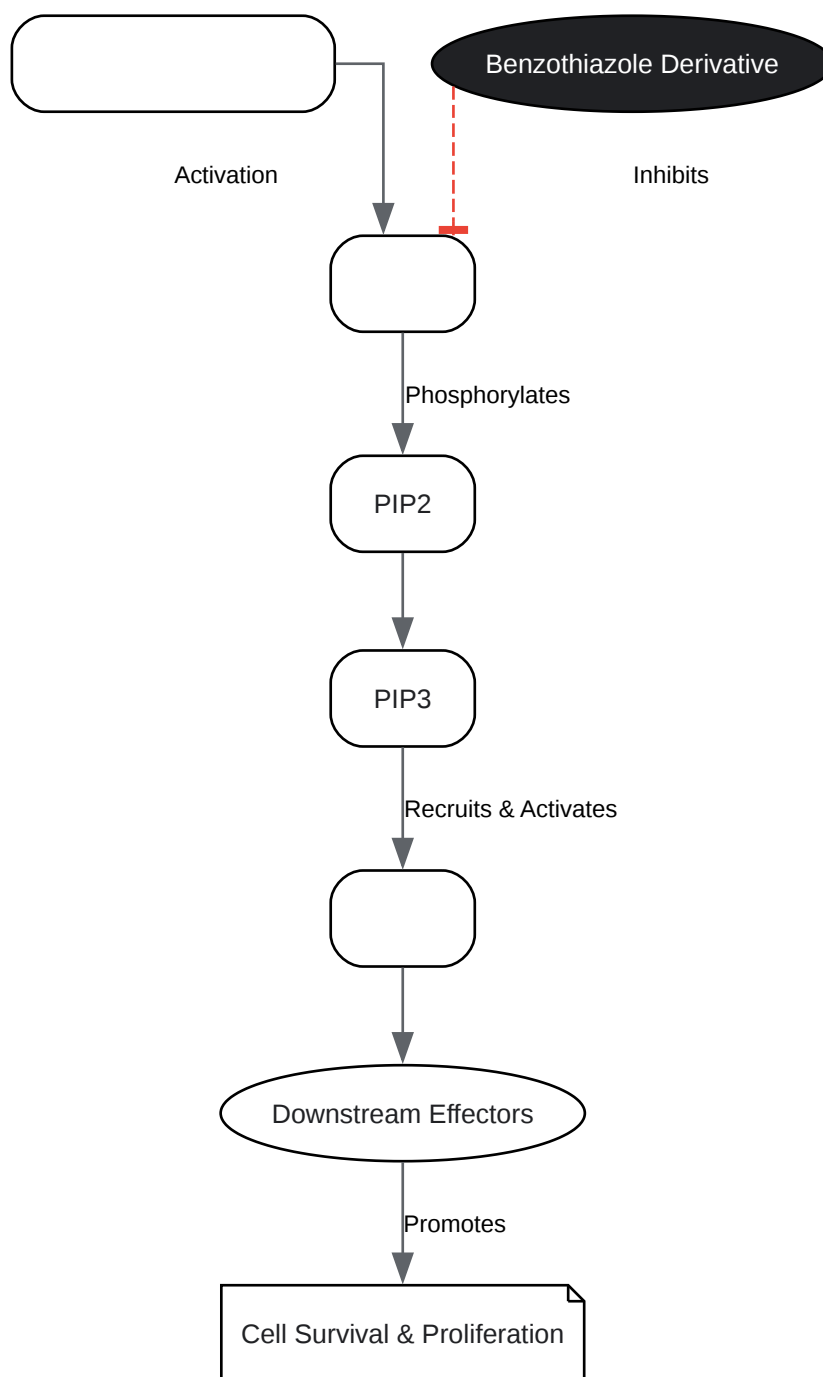 Benzothiazole Derivative
Activation
Inhibits
Phosphorylates
PIP2
PIP3
Recruits & Activates
Downstream Effectors
Promotes
Cell Survival & Proliferation